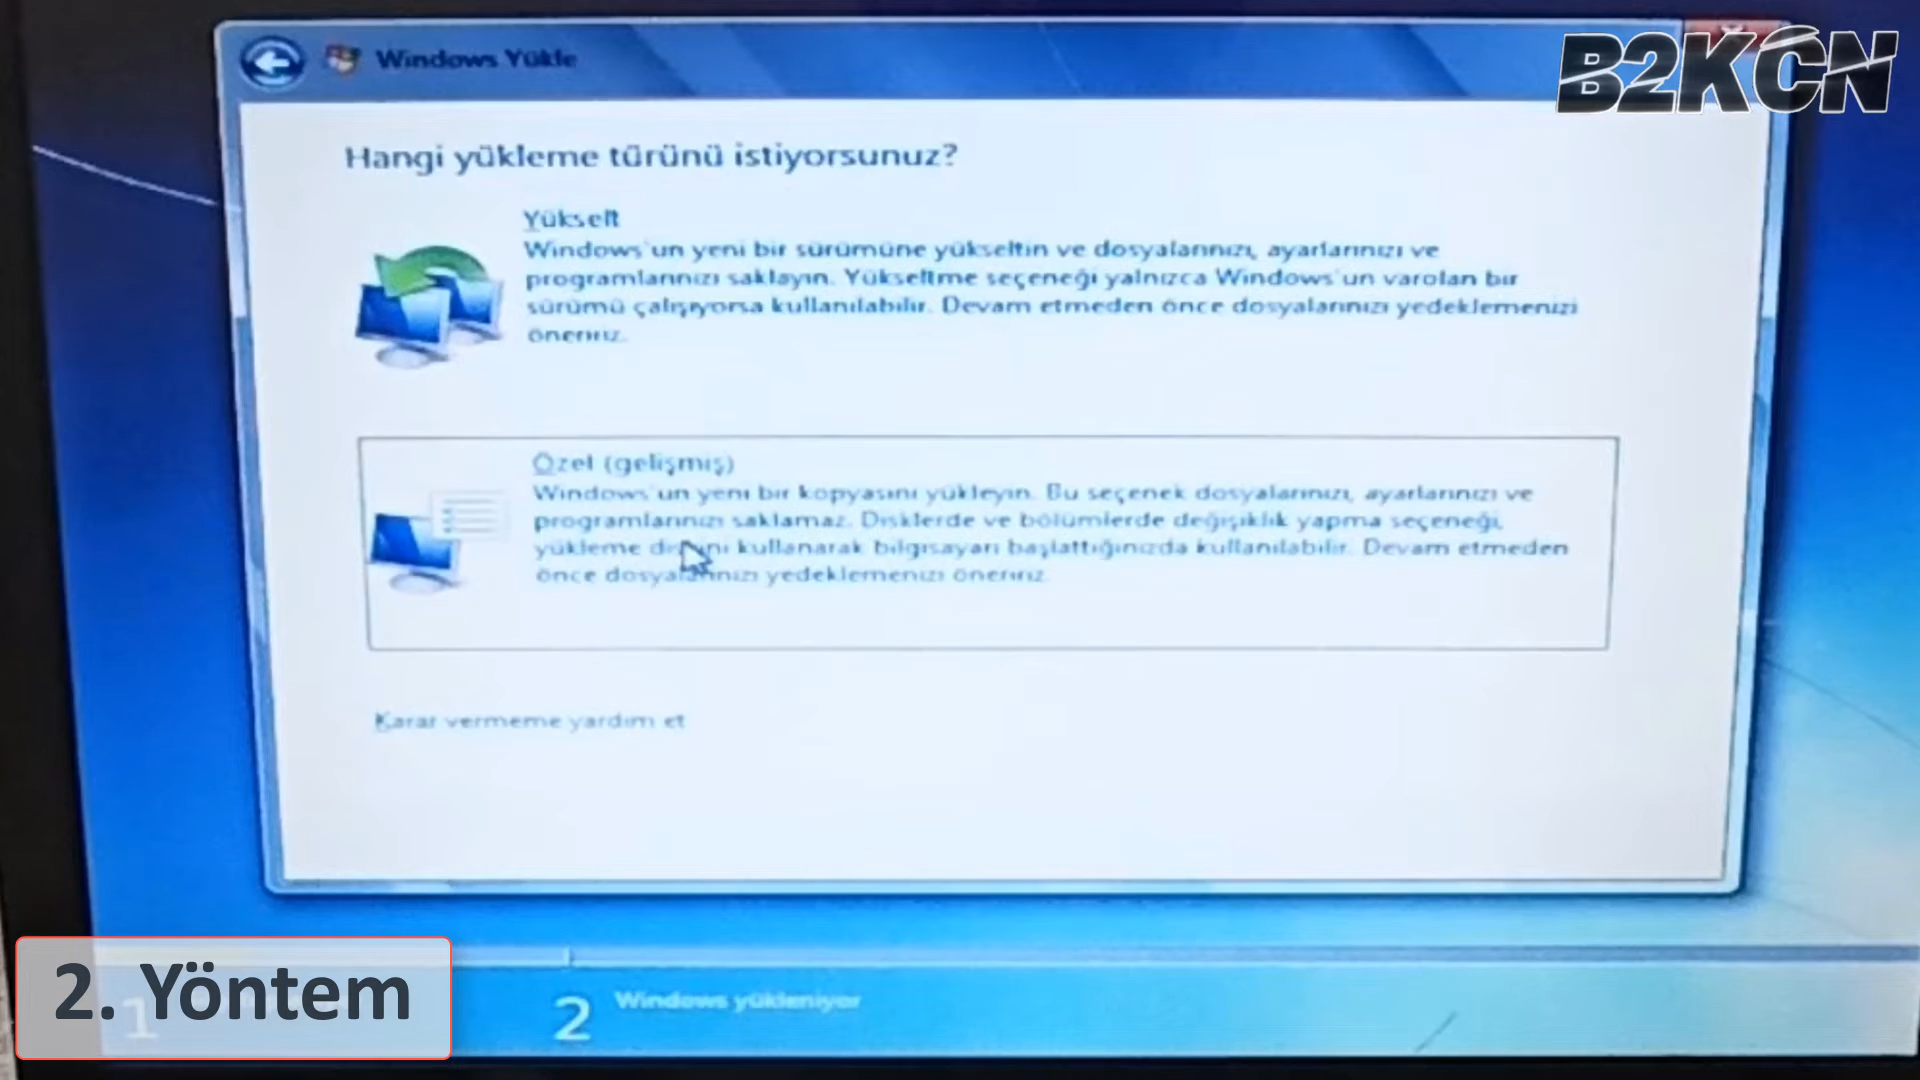 Windows Yükle
B2KCN
Hangi yükleme türünü istiyorsunuz?
Yükselt
Windows'un yeni bir sürümüne yükseltin ve dosyalarınızı, ayarlarınızı ve
programlarınızı saklayın. Yükseltme seçeneği yalnızca Windows'un varolan bir
sürümü çalışıyorsa kullanılabilir. Devam etmeden önce dosyalarınızı yedeklemenizi
öneririz.
Özel (gelişmiş)
Windows'un yeni bir kopyasını yükleyin. Bu seçenek dosyalarınızı, ayarlarınızı ve
programlarınızı saklamaz. Disklerde ve bölümlerde değişiklik yapma seçeneği,
yükleme diskini kullanarak bilgisayarı başlattığınızda kullanılabilir. Devam etmeden
önce dosyalarınızı yedeklemenizi öneririz.
Karar vermeme yardım et
2. Yöntem
1
2 Windows yükleniyor